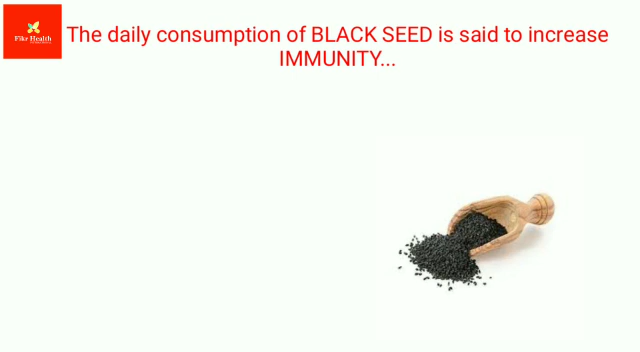 Fikr Health
The daily consumption of BLACK SEED is said to increase
IMMUNITY...